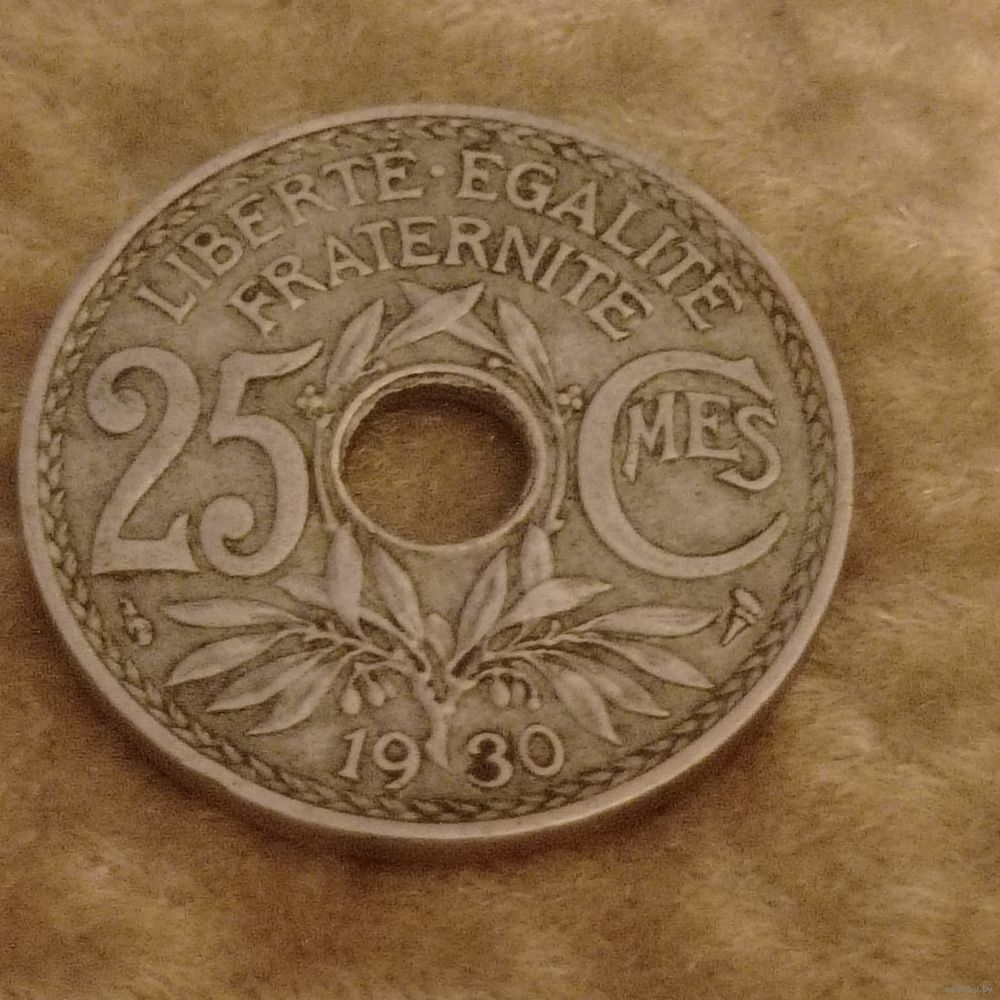 LIBERTE · EGALITE
FRATERNITE
25 CMES
1930